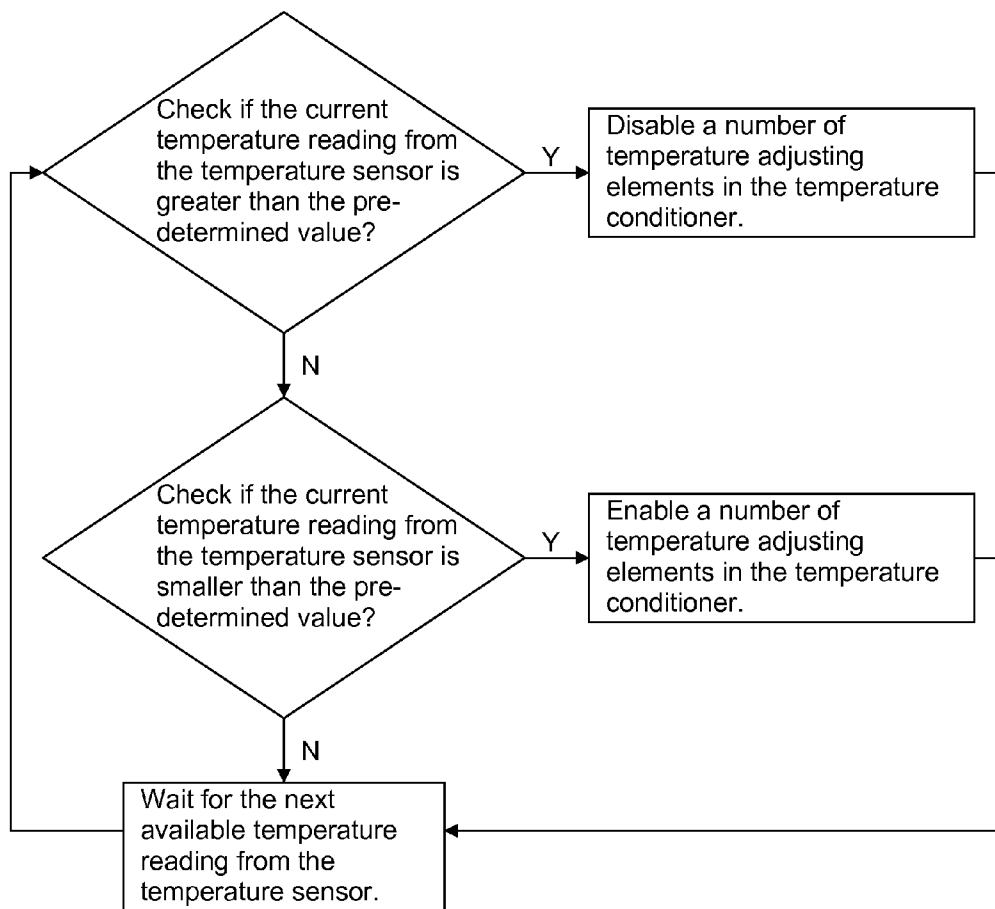 Check if the current
temperature reading from
the temperature sensor is
greater than the pre-
determined value?
Y
Disable a number of
temperature adjusting
elements in the temperature
conditioner.
N
Check if the current
temperature reading from
the temperature sensor is
smaller than the pre-
determined value?
Y
Enable a number of
temperature adjusting
elements in the temperature
conditioner.
N
Wait for the next
available temperature
reading from the
temperature sensor.